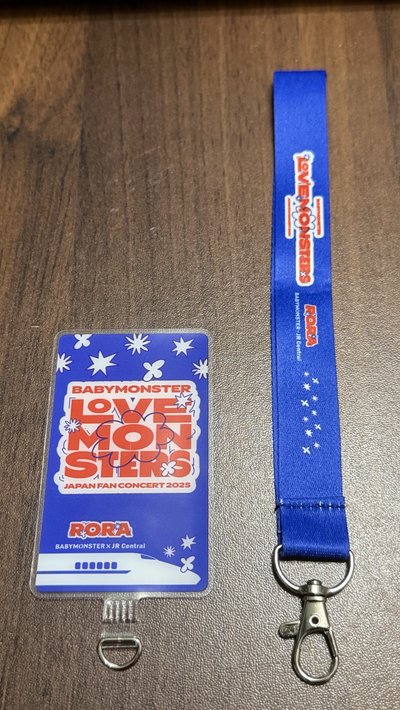 BABYMONSTER
LOVE
MON
STERS
JAPAN FAN CONCERT 2025
RORA
BABYMONSTER × JR Central
LOVE MONSTERS
RORA
BABYMONSTER × JR Central